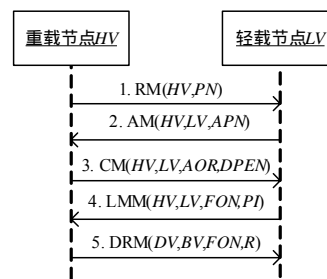 重载节点HV
轻载节点LV
1. RM(HV,PN)
2. AM(HV,LV,APN)
3. CM(HV,LV,AOR,DPEN)
4. LMM(HV,LV,FON,PI)
5. DRM(DV,BV,FON,R)